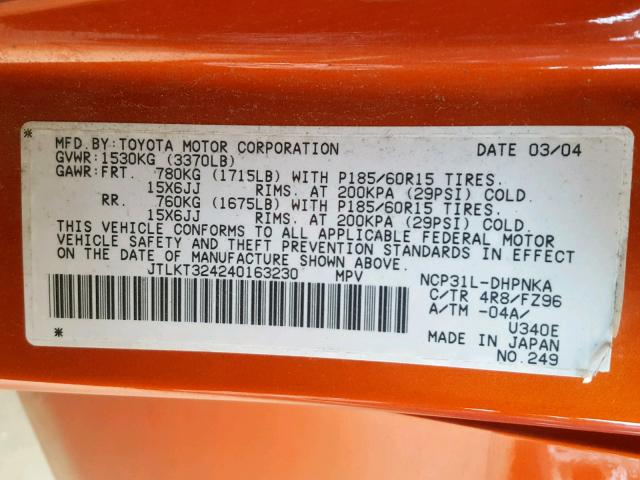 *
MFD.BY:TOYOTA MOTOR CORPORATION DATE 03/04
GVWR:1530KG (3370LB)
GAWR:FRT. 780KG (1715LB) WITH P185/60R15 TIRES.
15X6JJ RIMS. AT 200KPA (29PSI) COLD.
RR. 760KG (1675LB) WITH P185/60R15 TIRES.
15X6JJ RIMS. AT 200KPA (29PSI) COLD.
THIS VEHICLE CONFORMS TO ALL APPLICABLE FEDERAL MOTOR
VEHICLE SAFETY AND THEFT PREVENTION STANDARDS IN EFFECT
ON THE DATE OF MANUFACTURE SHOWN ABOVE.
JTLKT324240163230 MPV NCP31L-DHPNKA
C/TR 4R8/FZ96
A/TM -04A/
U340E
* MADE IN JAPAN
NO.249